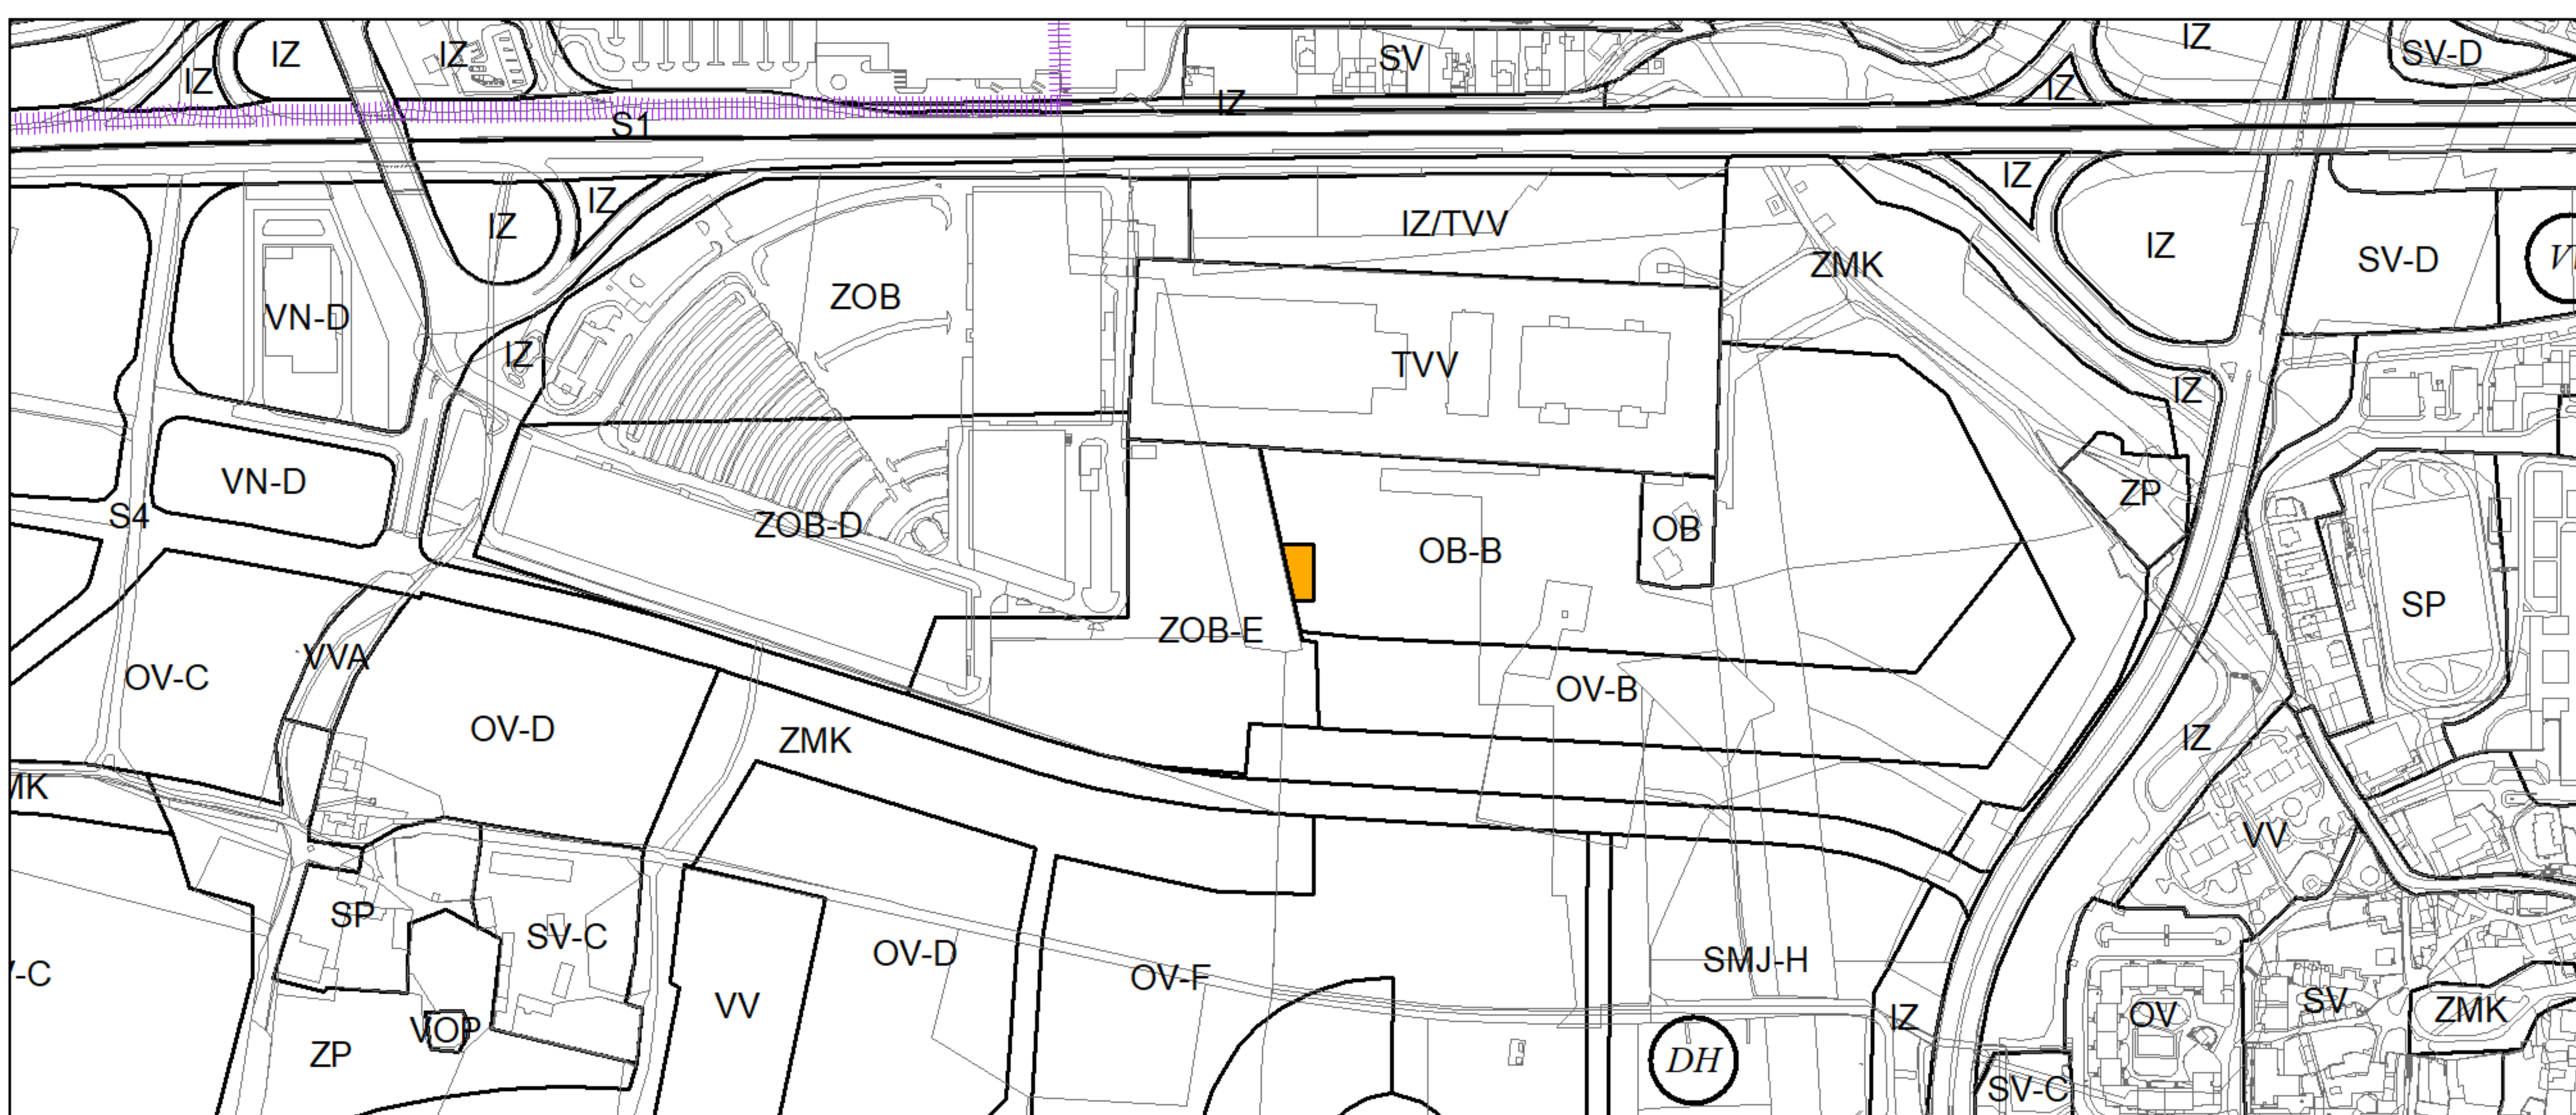 IZ
IZ
IZ
SV
IZ
IZ
SV-D
IZ
IZ
S1
IZ
IZ
IZ
IZ/TVV
ZMK
IZ
SV-D
VN-D
ZOB
IZ
TVV
IZ
VN-D
S4
ZOB-D
OB-B
OB
ZP
SP
ZOB-E
VVA
OV-C
OV-B
OV-D
ZMK
IZ
MK
VV
SP
SV-C
OV-D
OV-F
SMJ-H
-C
VV
VOP
ZP
DH
IZ
OV
SV
ZMK
SV-C